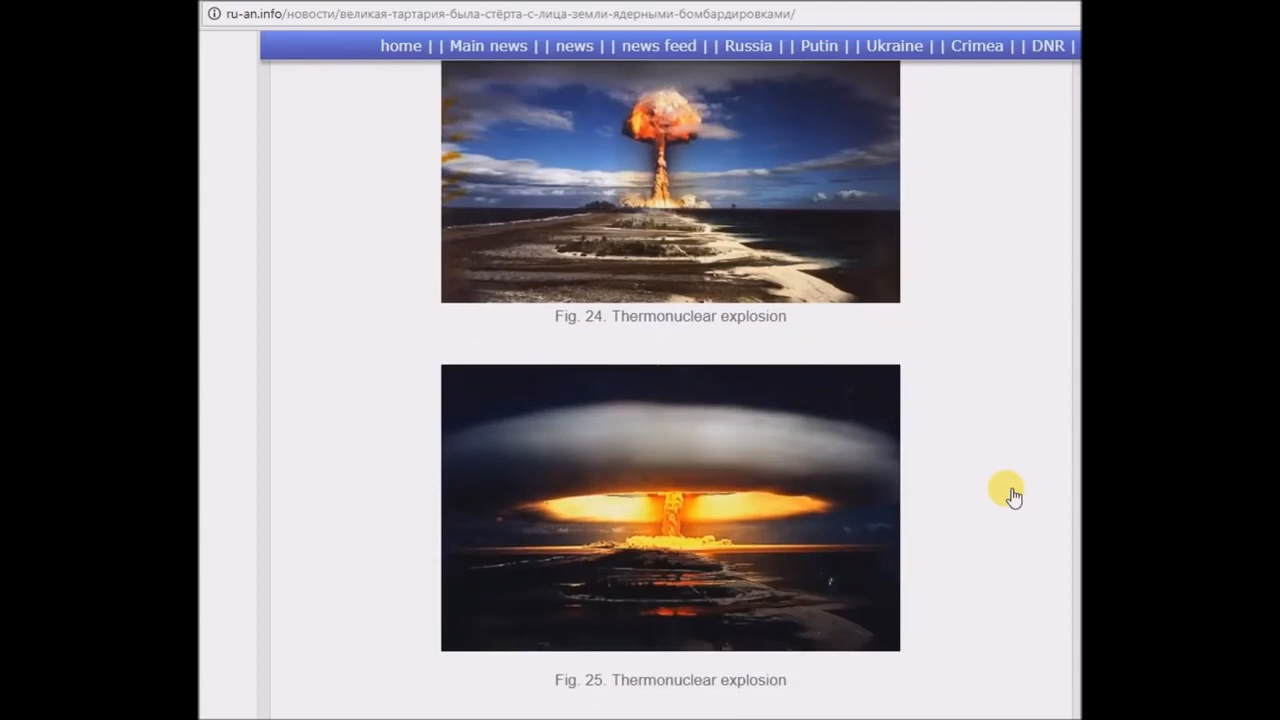 ru-an.info/новости/великая-тартария-была-стёрта-с-лица-земли-ядерными-бомбардировками/
home | | Main news | | news | | news feed | | Russia | | Putin | | Ukraine | | Crimea | | DNR |
Fig. 24. Thermonuclear explosion
Fig. 25. Thermonuclear explosion